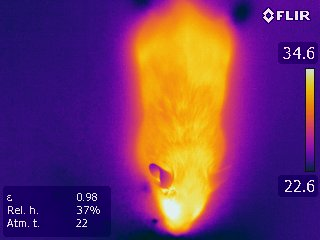 FLIR
34.6
22.6
ε 0.98
Rel. h. 37%
Atm. t. 22